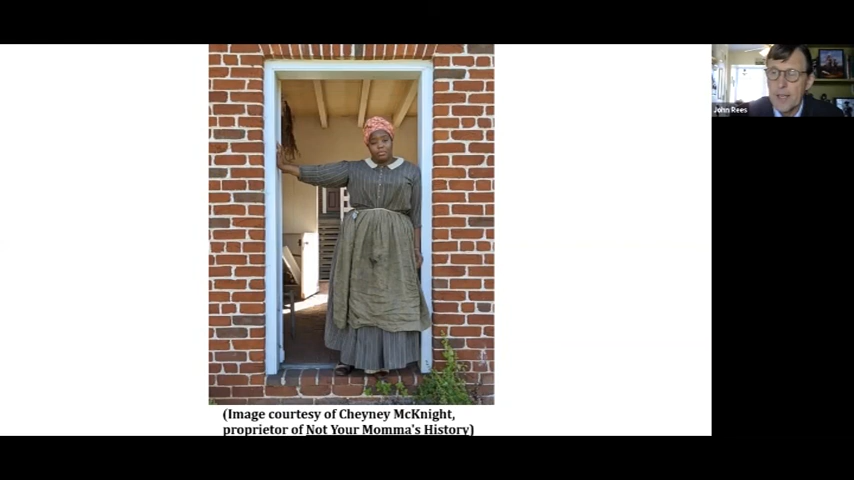 John Rees
(Image courtesy of Cheyney McKnight,
proprietor of Not Your Momma's History)